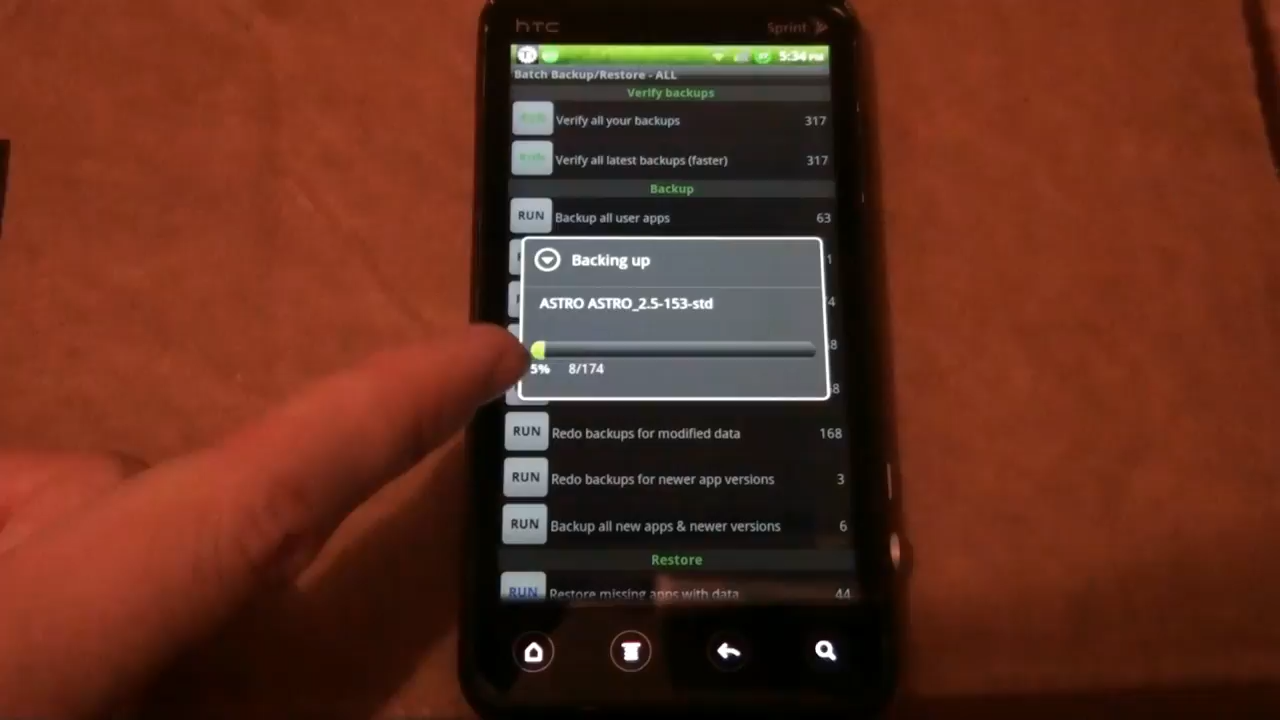 hTC Sprint
5:34 PM
Batch Backup/Restore - ALL
Verify backups
Verify all your backups 317
Verify all latest backups (faster) 317
Backup
RUN Backup all user apps 63
Backing up
ASTRO ASTRO_2.5-153-std
5% 8/174
RUN Redo backups for modified data 168
RUN Redo backups for newer app versions 3
RUN Backup all new apps & newer versions 6
Restore
RUN Restore missing apps with data 44